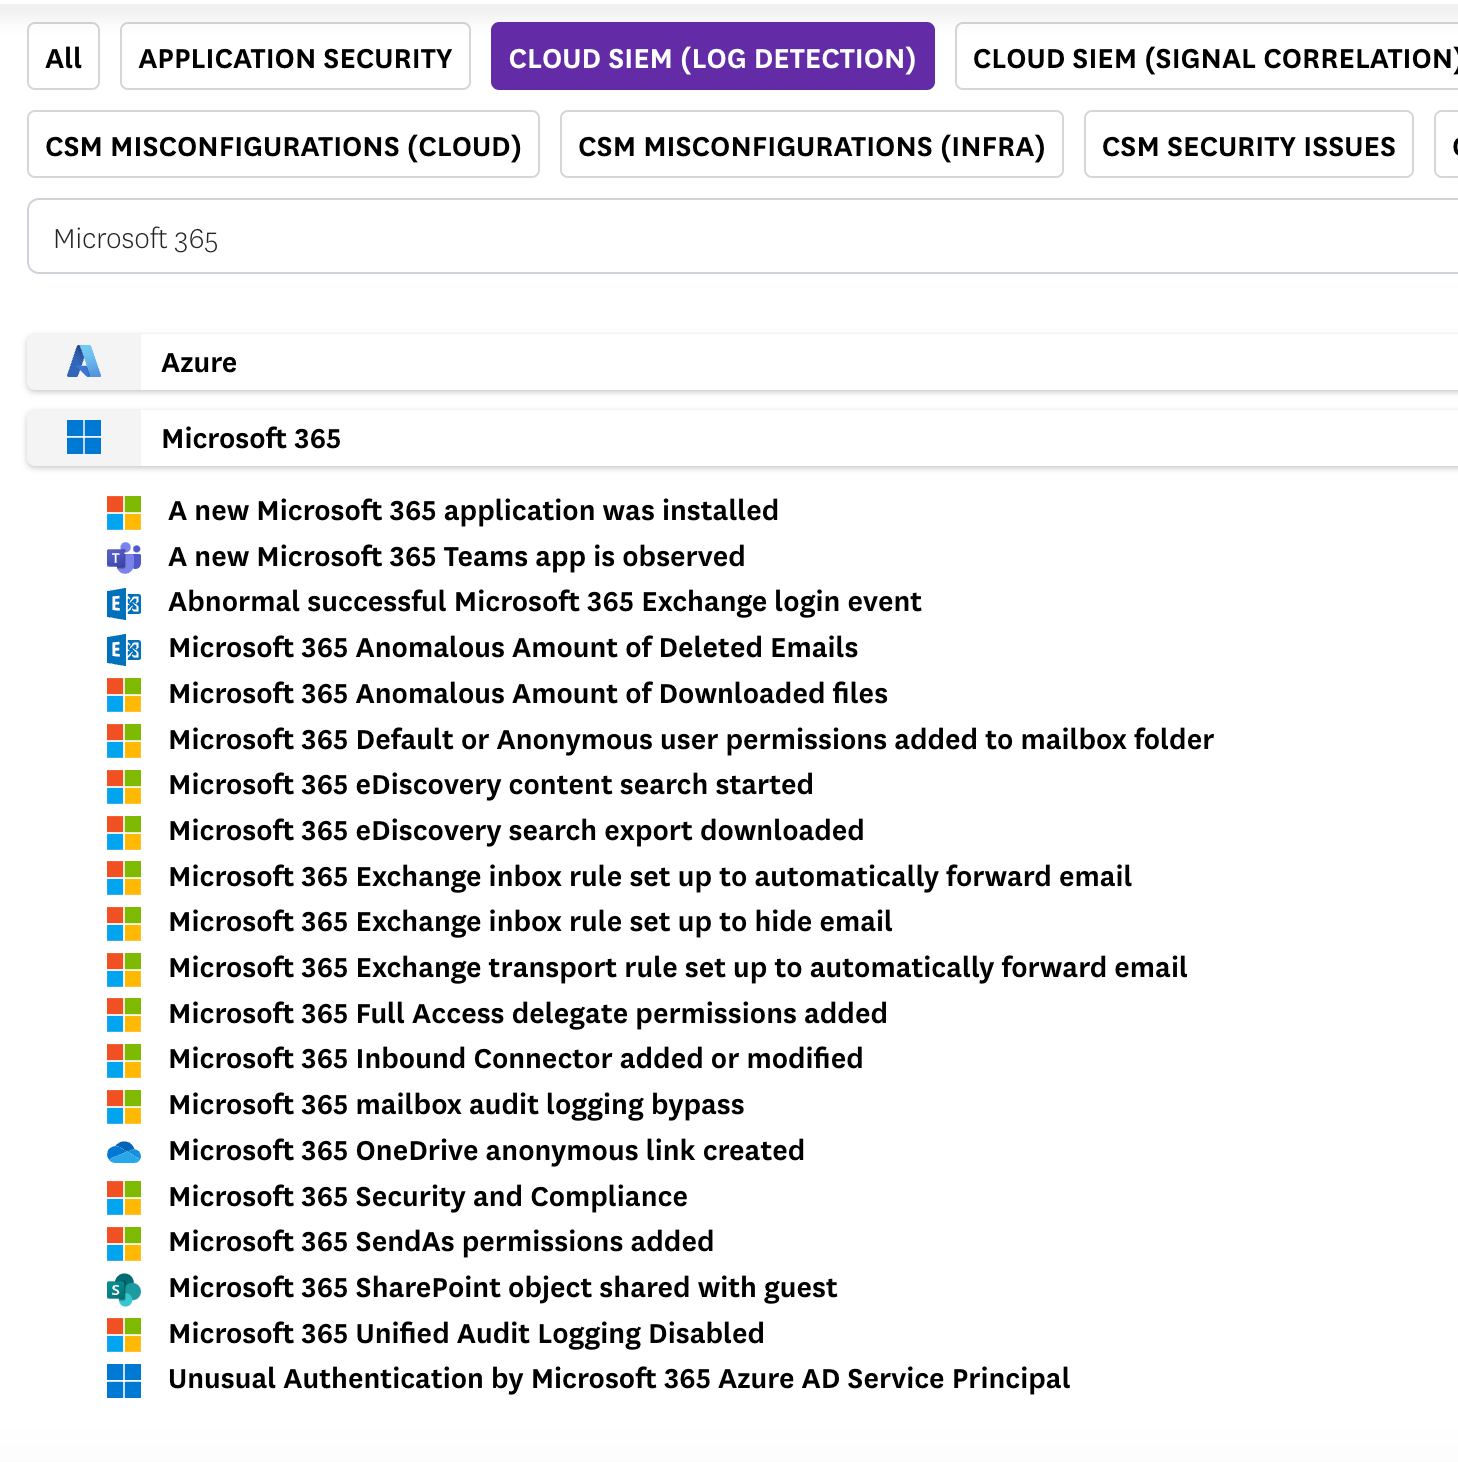 All APPLICATION SECURITY CLOUD SIEM (LOG DETECTION) CLOUD SIEM (SIGNAL CORRELATION)
CSM MISCONFIGURATIONS (CLOUD) CSM MISCONFIGURATIONS (INFRA) CSM SECURITY ISSUES
Microsoft 365
Azure
Microsoft 365
A new Microsoft 365 application was installed
A new Microsoft 365 Teams app is observed
Abnormal successful Microsoft 365 Exchange login event
Microsoft 365 Anomalous Amount of Deleted Emails
Microsoft 365 Anomalous Amount of Downloaded files
Microsoft 365 Default or Anonymous user permissions added to mailbox folder
Microsoft 365 eDiscovery content search started
Microsoft 365 eDiscovery search export downloaded
Microsoft 365 Exchange inbox rule set up to automatically forward email
Microsoft 365 Exchange inbox rule set up to hide email
Microsoft 365 Exchange transport rule set up to automatically forward email
Microsoft 365 Full Access delegate permissions added
Microsoft 365 Inbound Connector added or modified
Microsoft 365 mailbox audit logging bypass
Microsoft 365 OneDrive anonymous link created
Microsoft 365 Security and Compliance
Microsoft 365 SendAs permissions added
Microsoft 365 SharePoint object shared with guest
Microsoft 365 Unified Audit Logging Disabled
Unusual Authentication by Microsoft 365 Azure AD Service Principal